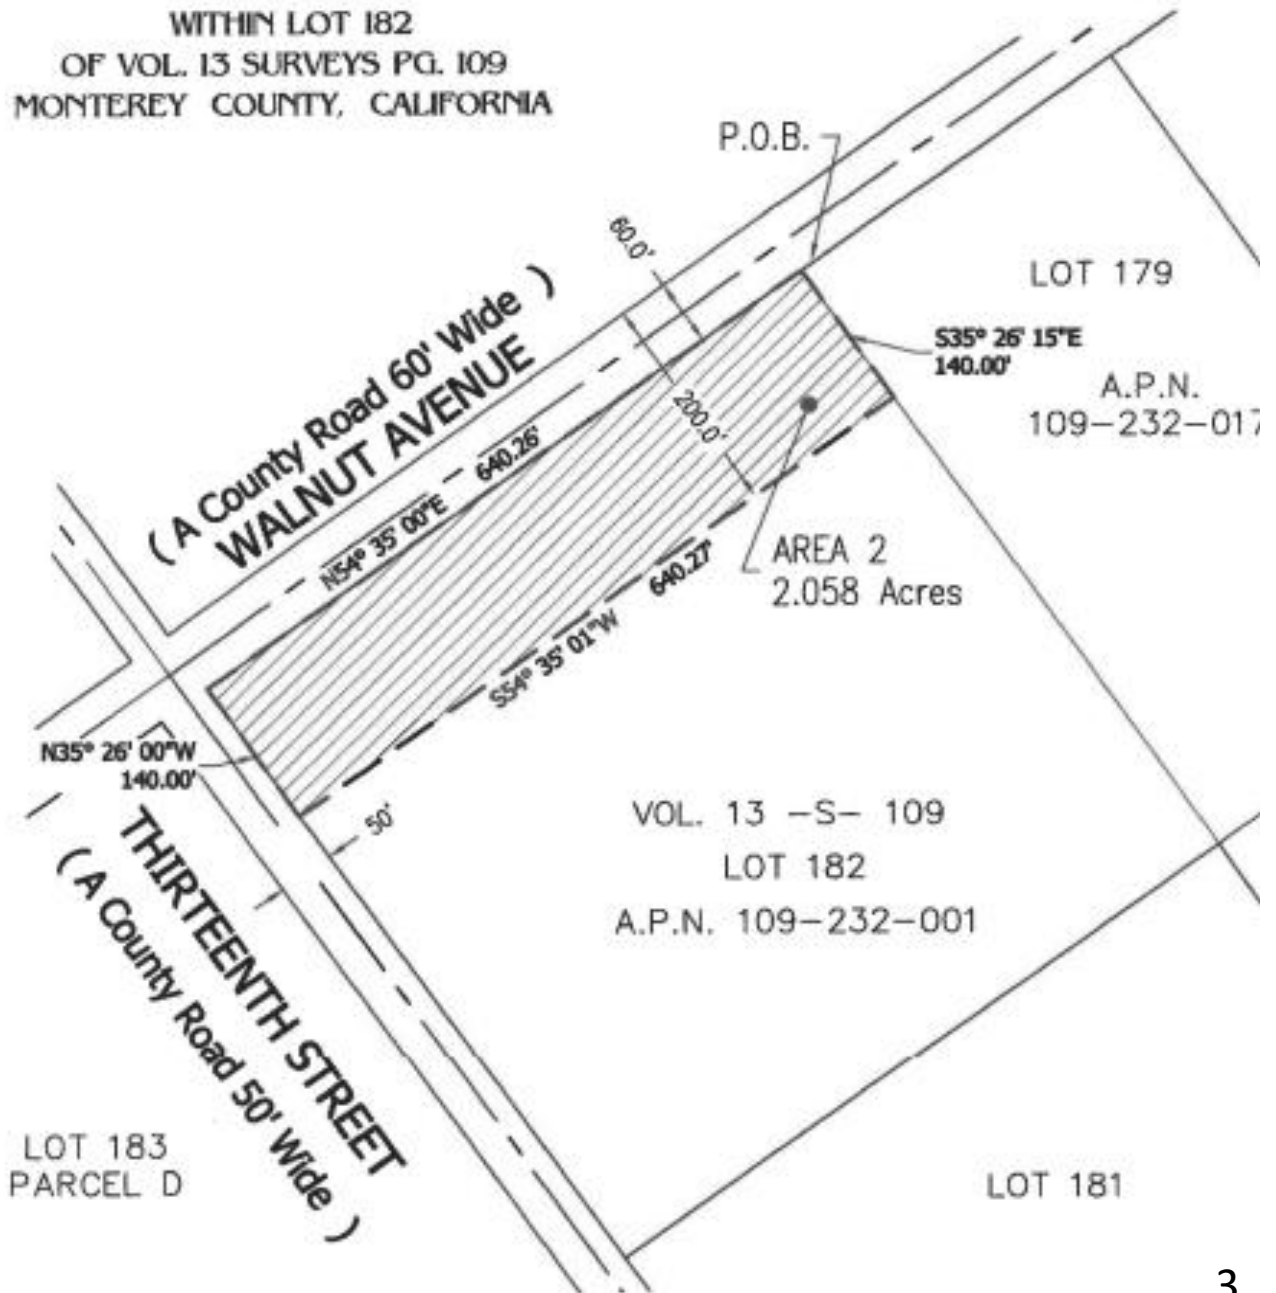 WITHIN LOT 182
OF VOL. 13 SURVEYS PG. 109
MONTEREY COUNTY, CALIFORNIA
P.O.B.
60.0'
LOT 179
( A County Road 60' Wide )
WALNUT AVENUE
S35° 26' 15"E
140.00'
A.P.N.
109-232-017
200.0'
N54° 35' 00"E 640.26'
AREA 2
2.058 Acres
S54° 35' 01"W 640.27'
N35° 26' 00"W
140.00'
50'
VOL. 13 -S- 109
LOT 182
A.P.N. 109-232-001
THIRTEENTH STREET
( A County Road 50' Wide )
LOT 183
PARCEL D
LOT 181
3